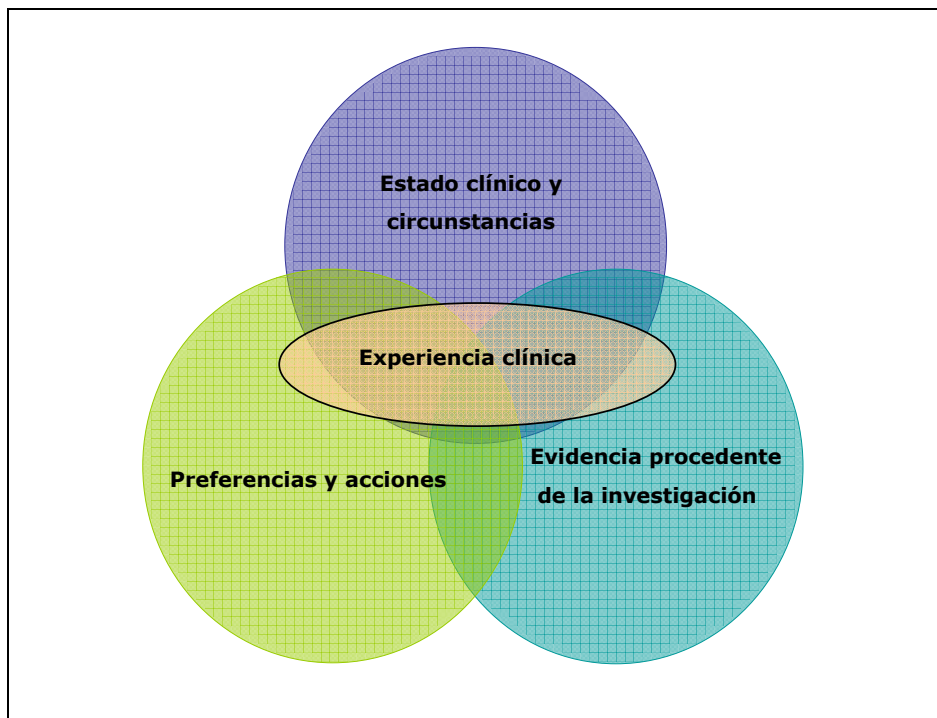 Estado clínico y
circunstancias
Experiencia clínica
Preferencias y acciones
Evidencia procedente
de la investigación